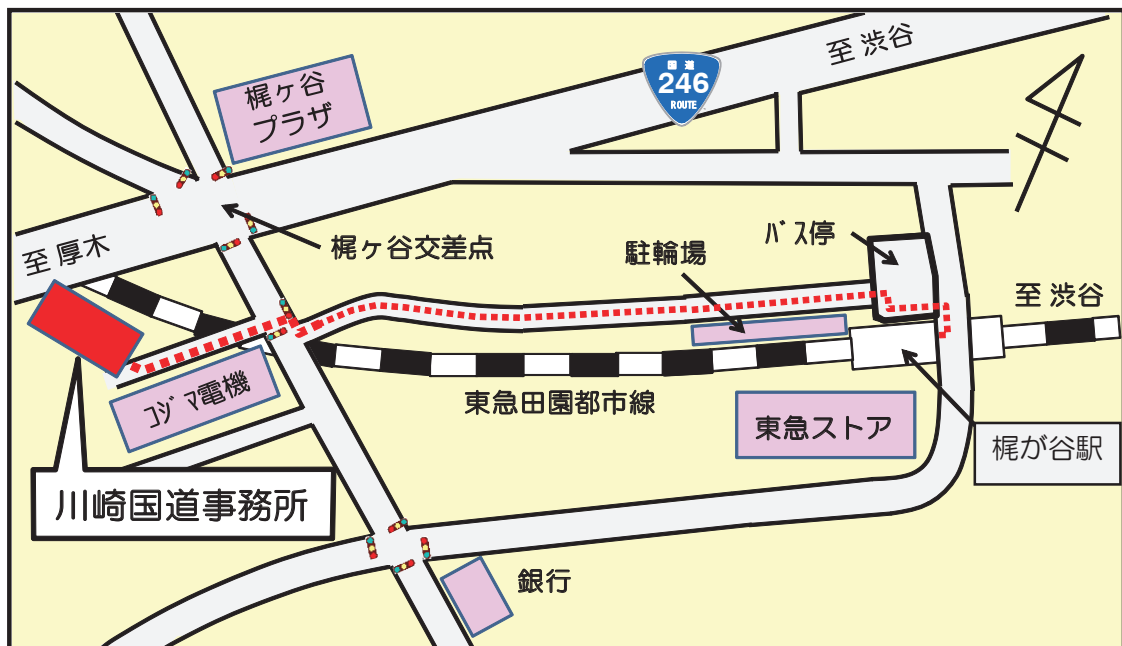 至 渋谷
国道
246
ROUTE
梶ヶ谷
プラザ
至 厚木
梶ヶ谷交差点
駐輪場
バス停
至 渋谷
コジマ電機
東急田園都市線
東急ストア
梶が谷駅
川崎国道事務所
銀行